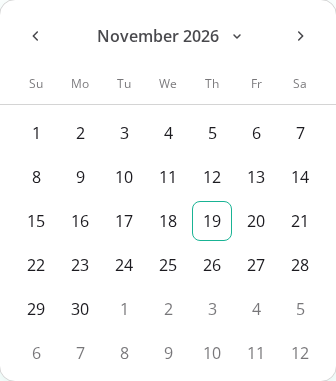 November 2026
Su Mo Tu We Th Fr Sa
1 2 3 4 5 6 7
8 9 10 11 12 13 14
15 16 17 18 19 20 21
22 23 24 25 26 27 28
29 30 1 2 3 4 5
6 7 8 9 10 11 12